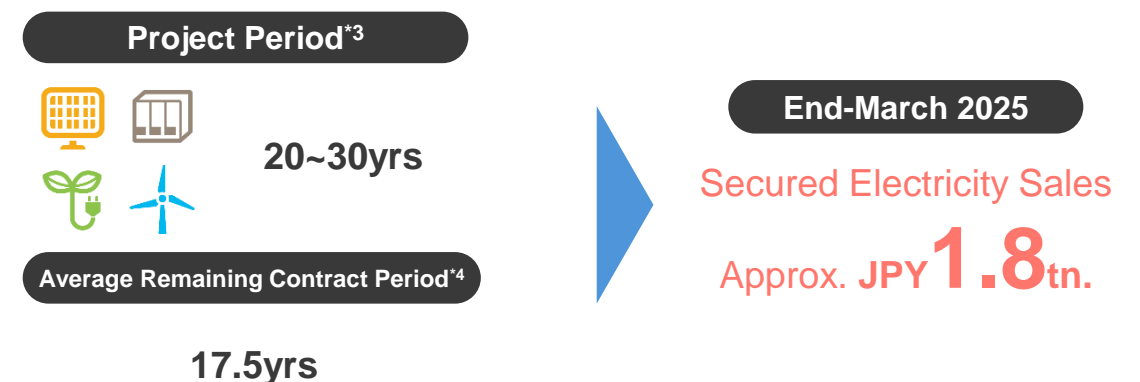 Project Period*3
20~30yrs
Average Remaining Contract Period*4
17.5yrs
End-March 2025
Secured Electricity Sales
Approx. JPY1.8tn.